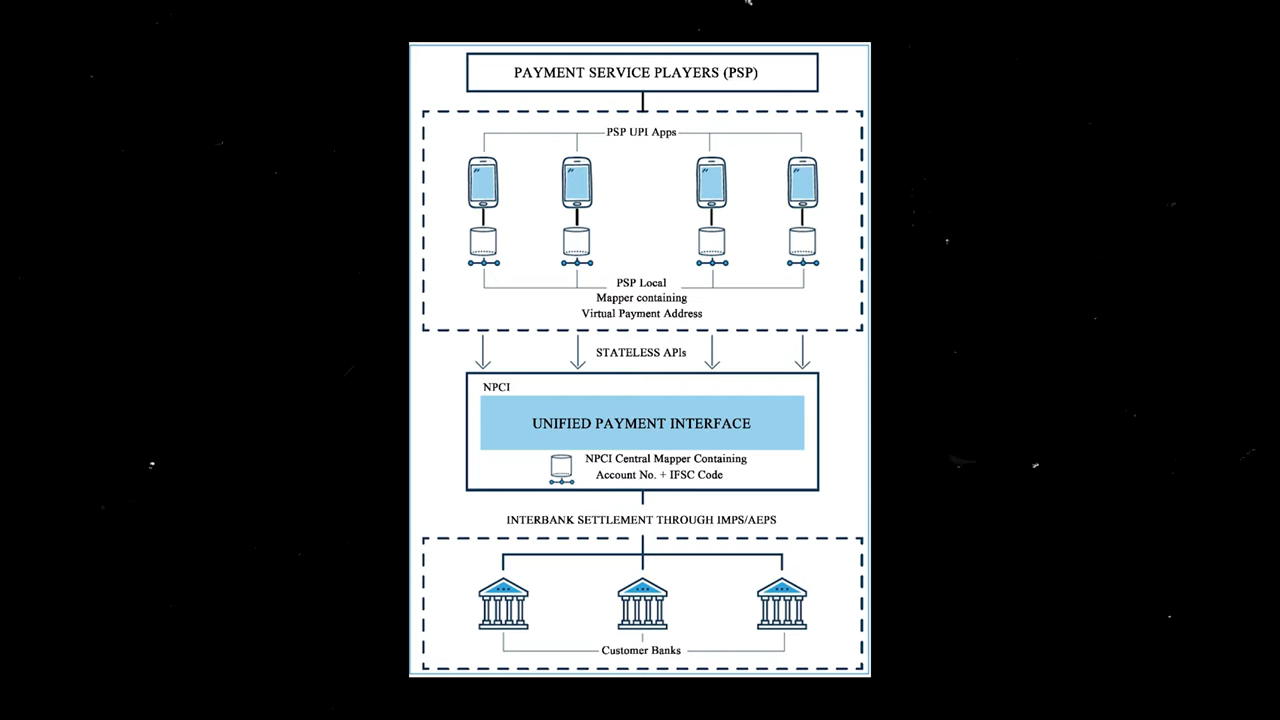 PAYMENT SERVICE PLAYERS (PSP)
PSP UPI Apps
PSP Local
Mapper containing
Virtual Payment Address
STATELESS APIs
NPCI
UNIFIED PAYMENT INTERFACE
NPCI Central Mapper Containing
Account No. + IFSC Code
INTERBANK SETTLEMENT THROUGH IMPS/AEPS
Customer Banks